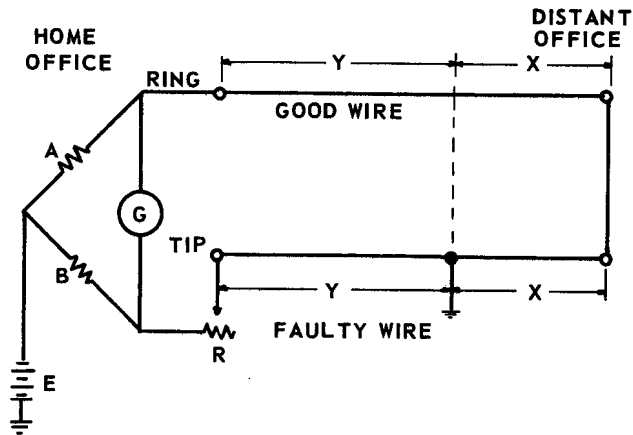 HOME
OFFICE
DISTANT
OFFICE
Y
X
RING
GOOD WIRE
A
G
TIP
B
Y
X
FAULTY WIRE
R
E